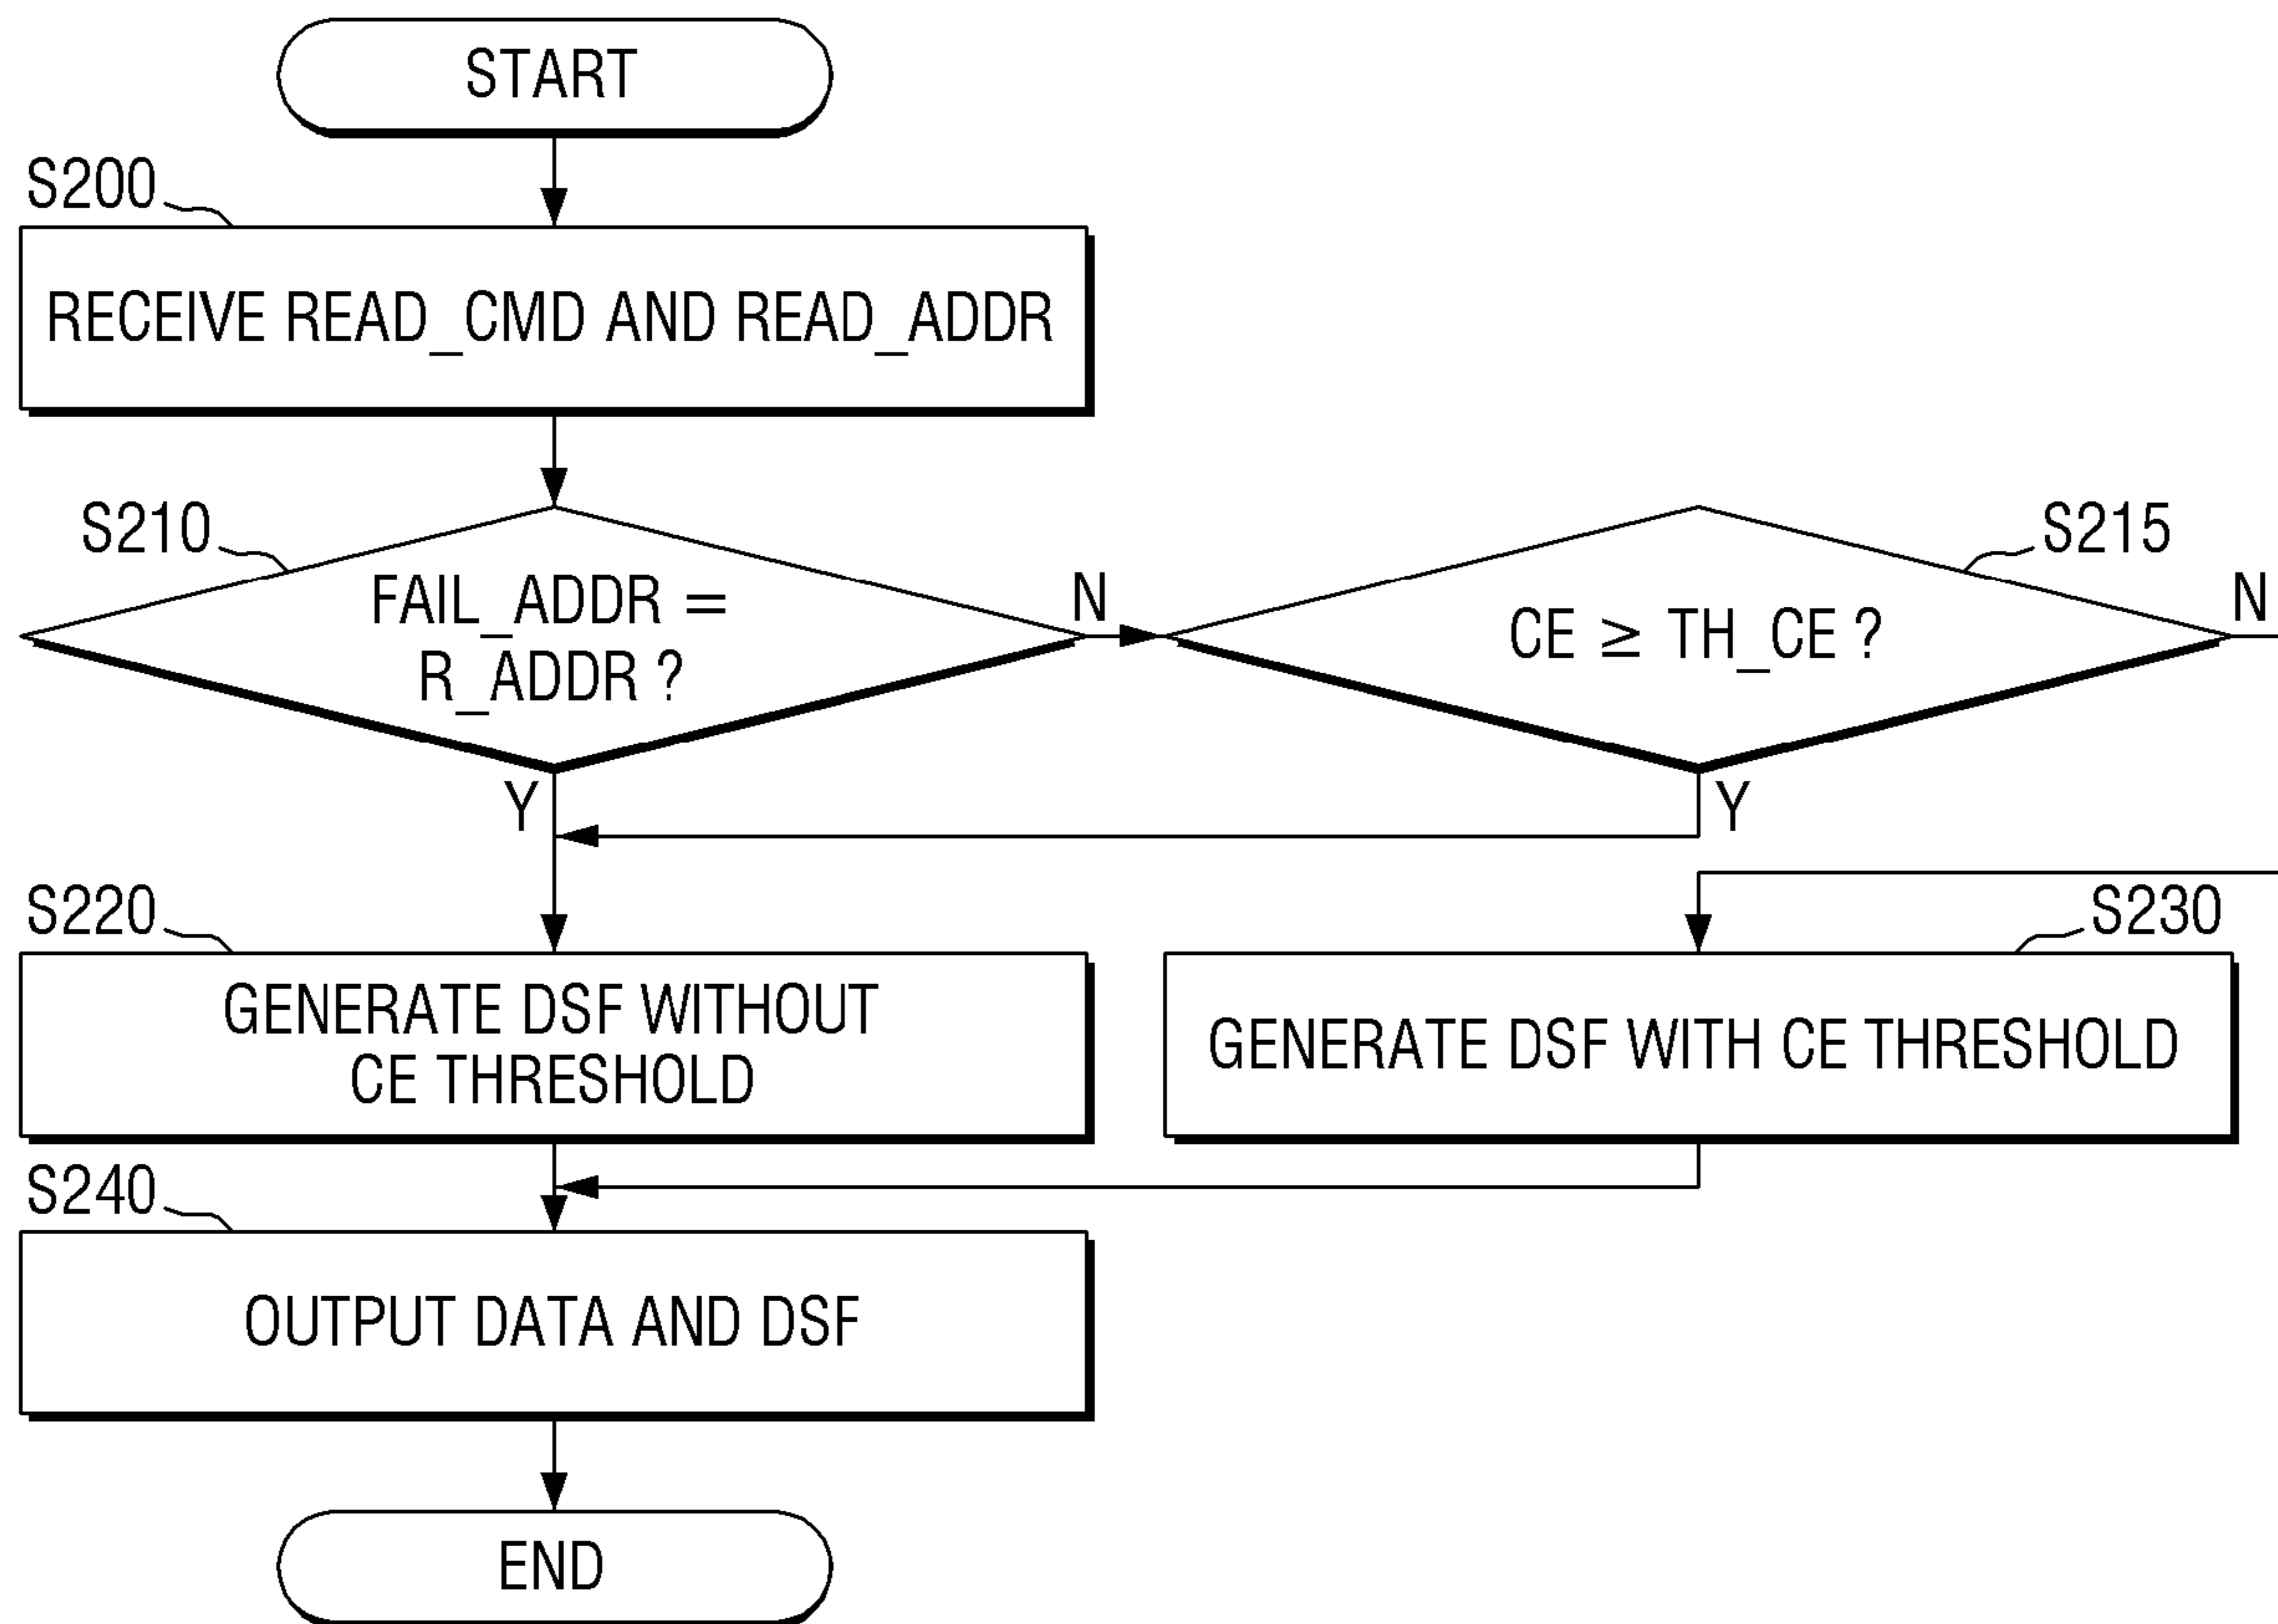 START
S200
RECEIVE READ_CMD AND READ_ADDR
S210
FAIL_ADDR =
R_ADDR ?
N
S215
CE ≥ TH_CE ?
N
Y
Y
S220
GENERATE DSF WITHOUT
CE THRESHOLD
S230
GENERATE DSF WITH CE THRESHOLD
S240
OUTPUT DATA AND DSF
END